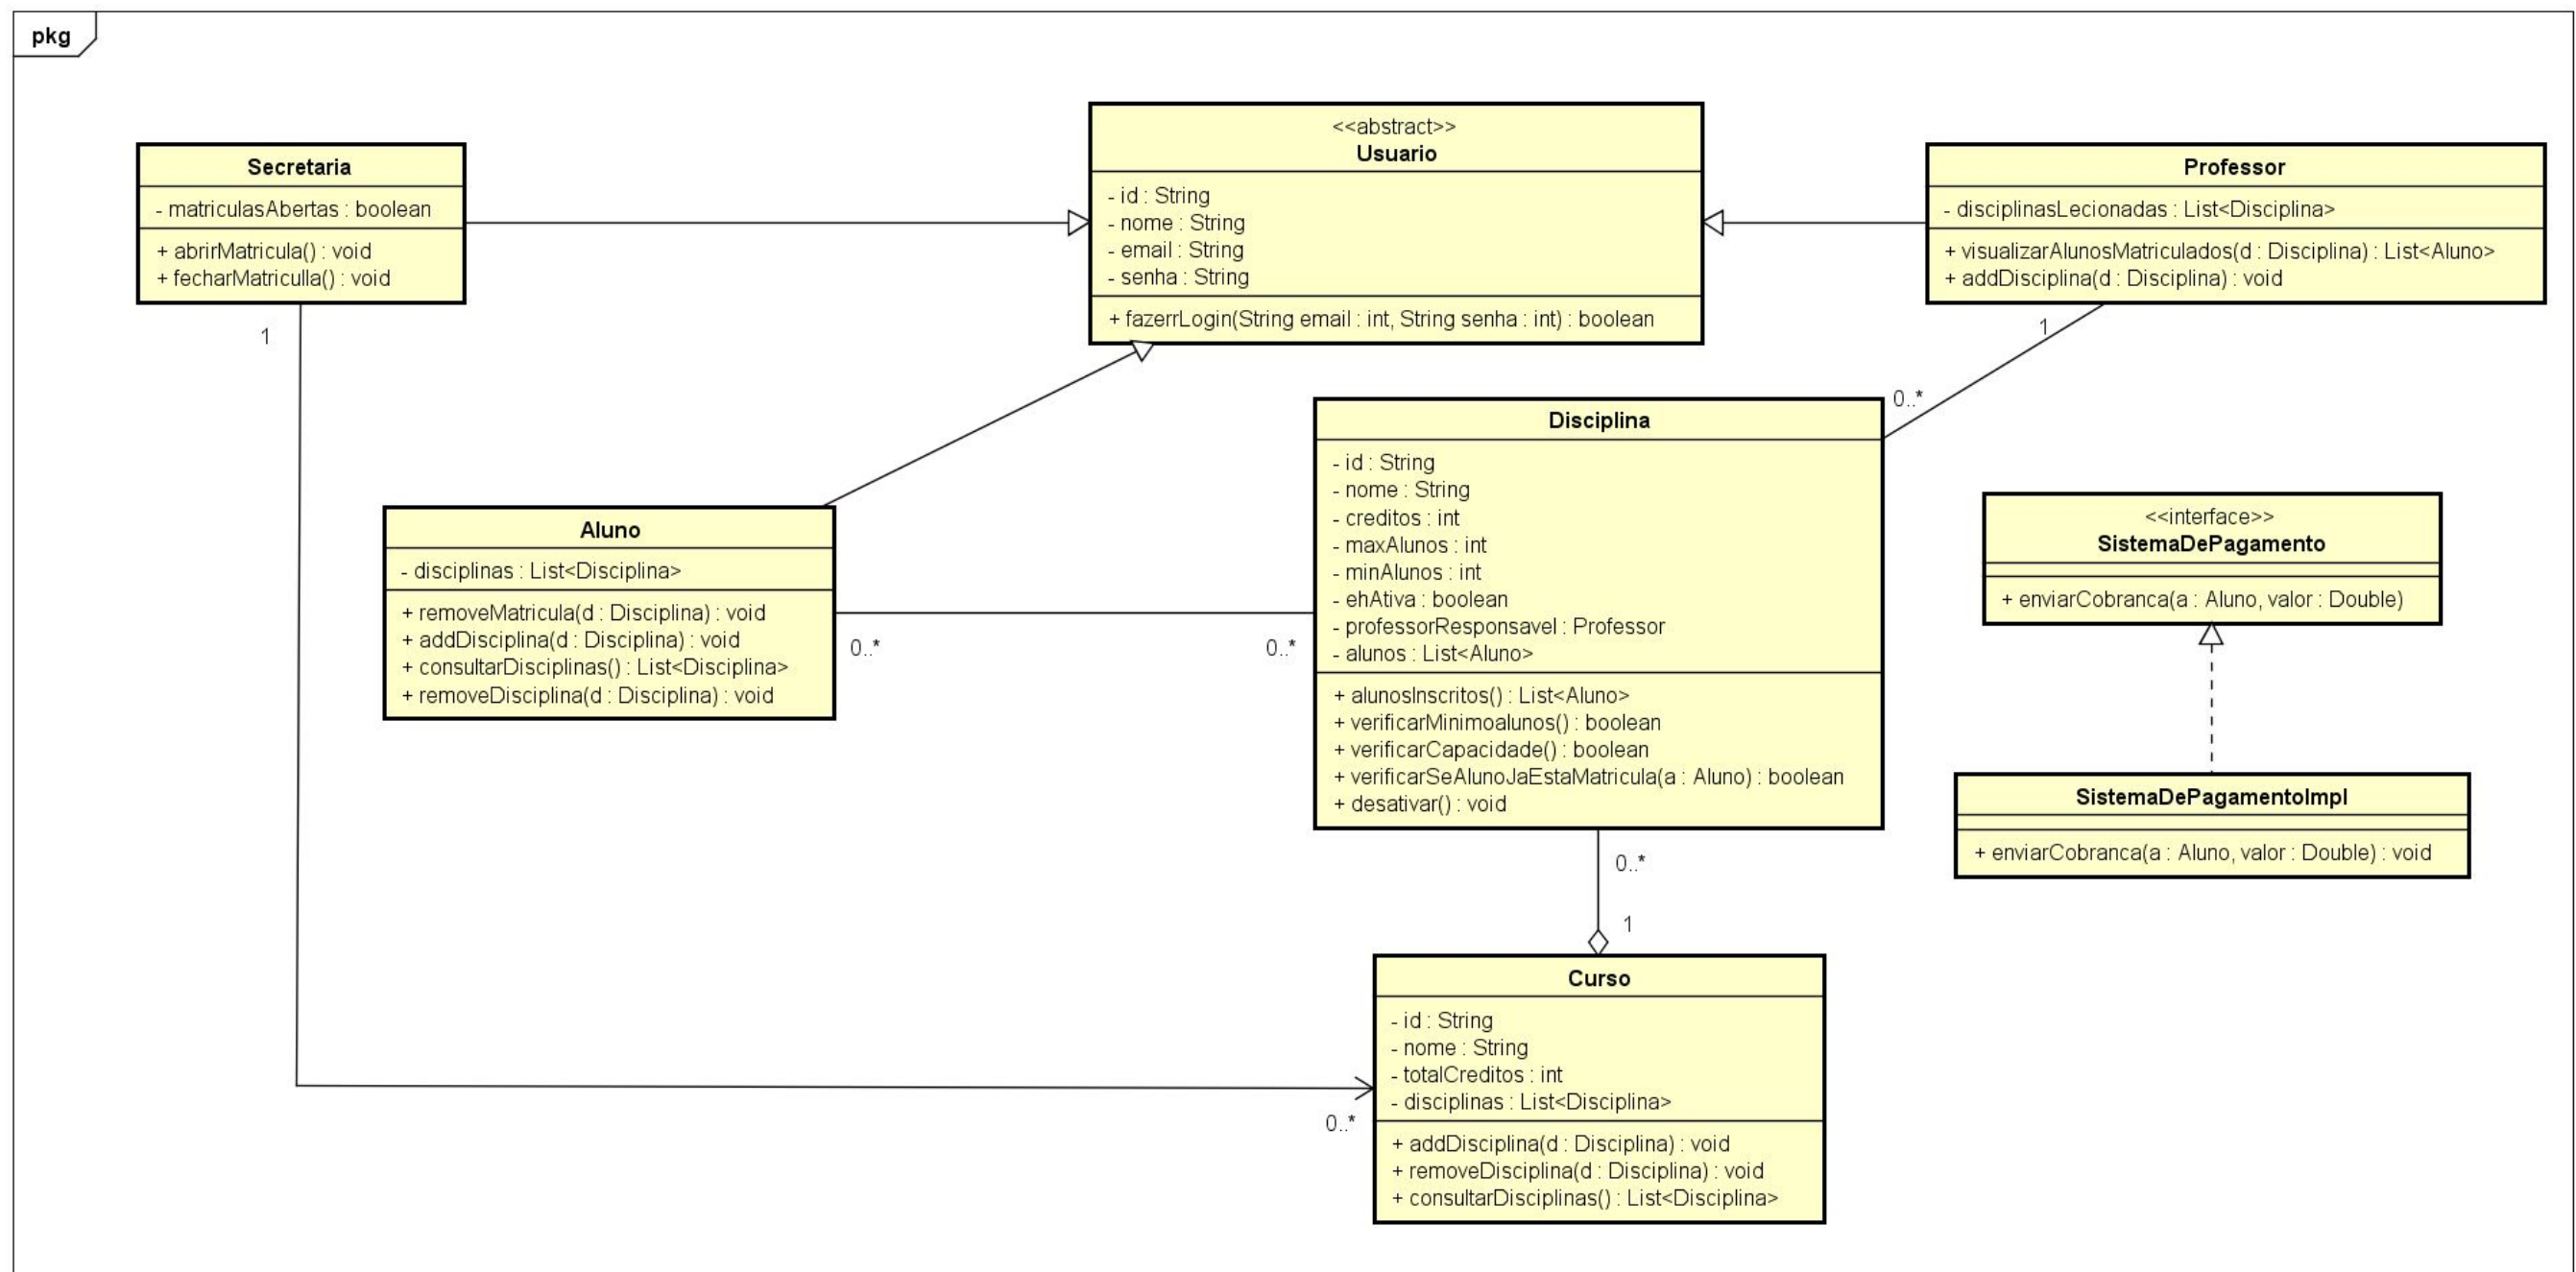 pkg
Secretaria
- matriculasAbertas : boolean
+ abrirMatricula() : void
+ fecharMatriculla() : void
1
<<abstract>>
Usuario
- id : String
- nome : String
- email : String
- senha : String
+ fazerrLogin(String email : int, String senha : int) : boolean
Professor
- disciplinasLecionadas : List<Disciplina>
+ visualizarAlunosMatriculados(d : Disciplina) : List<Aluno>
+ addDisciplina(d : Disciplina) : void
1
0..*
Aluno
- disciplinas : List<Disciplina>
+ removeMatricula(d : Disciplina) : void
+ addDisciplina(d : Disciplina) : void
+ consultarDisciplinas() : List<Disciplina>
+ removeDisciplina(d : Disciplina) : void
0..*
0..*
Disciplina
- id : String
- nome : String
- creditos : int
- maxAlunos : int
- minAlunos : int
- ehAtiva : boolean
- professorResponsavel : Professor
- alunos : List<Aluno>
+ alunosInscritos() : List<Aluno>
+ verificarMinimoalunos() : boolean
+ verificarCapacidade() : boolean
+ verificarSeAlunoJaEstaMatricula(a : Aluno) : boolean
+ desativar() : void
<<interface>>
SistemaDePagamento
+ enviarCobranca(a : Aluno, valor : Double)
SistemaDePagamentoImpl
+ enviarCobranca(a : Aluno, valor : Double) : void
0..*
1
Curso
- id : String
- nome : String
- totalCreditos : int
- disciplinas : List<Disciplina>
+ addDisciplina(d : Disciplina) : void
+ removeDisciplina(d : Disciplina) : void
+ consultarDisciplinas() : List<Disciplina>
0..*